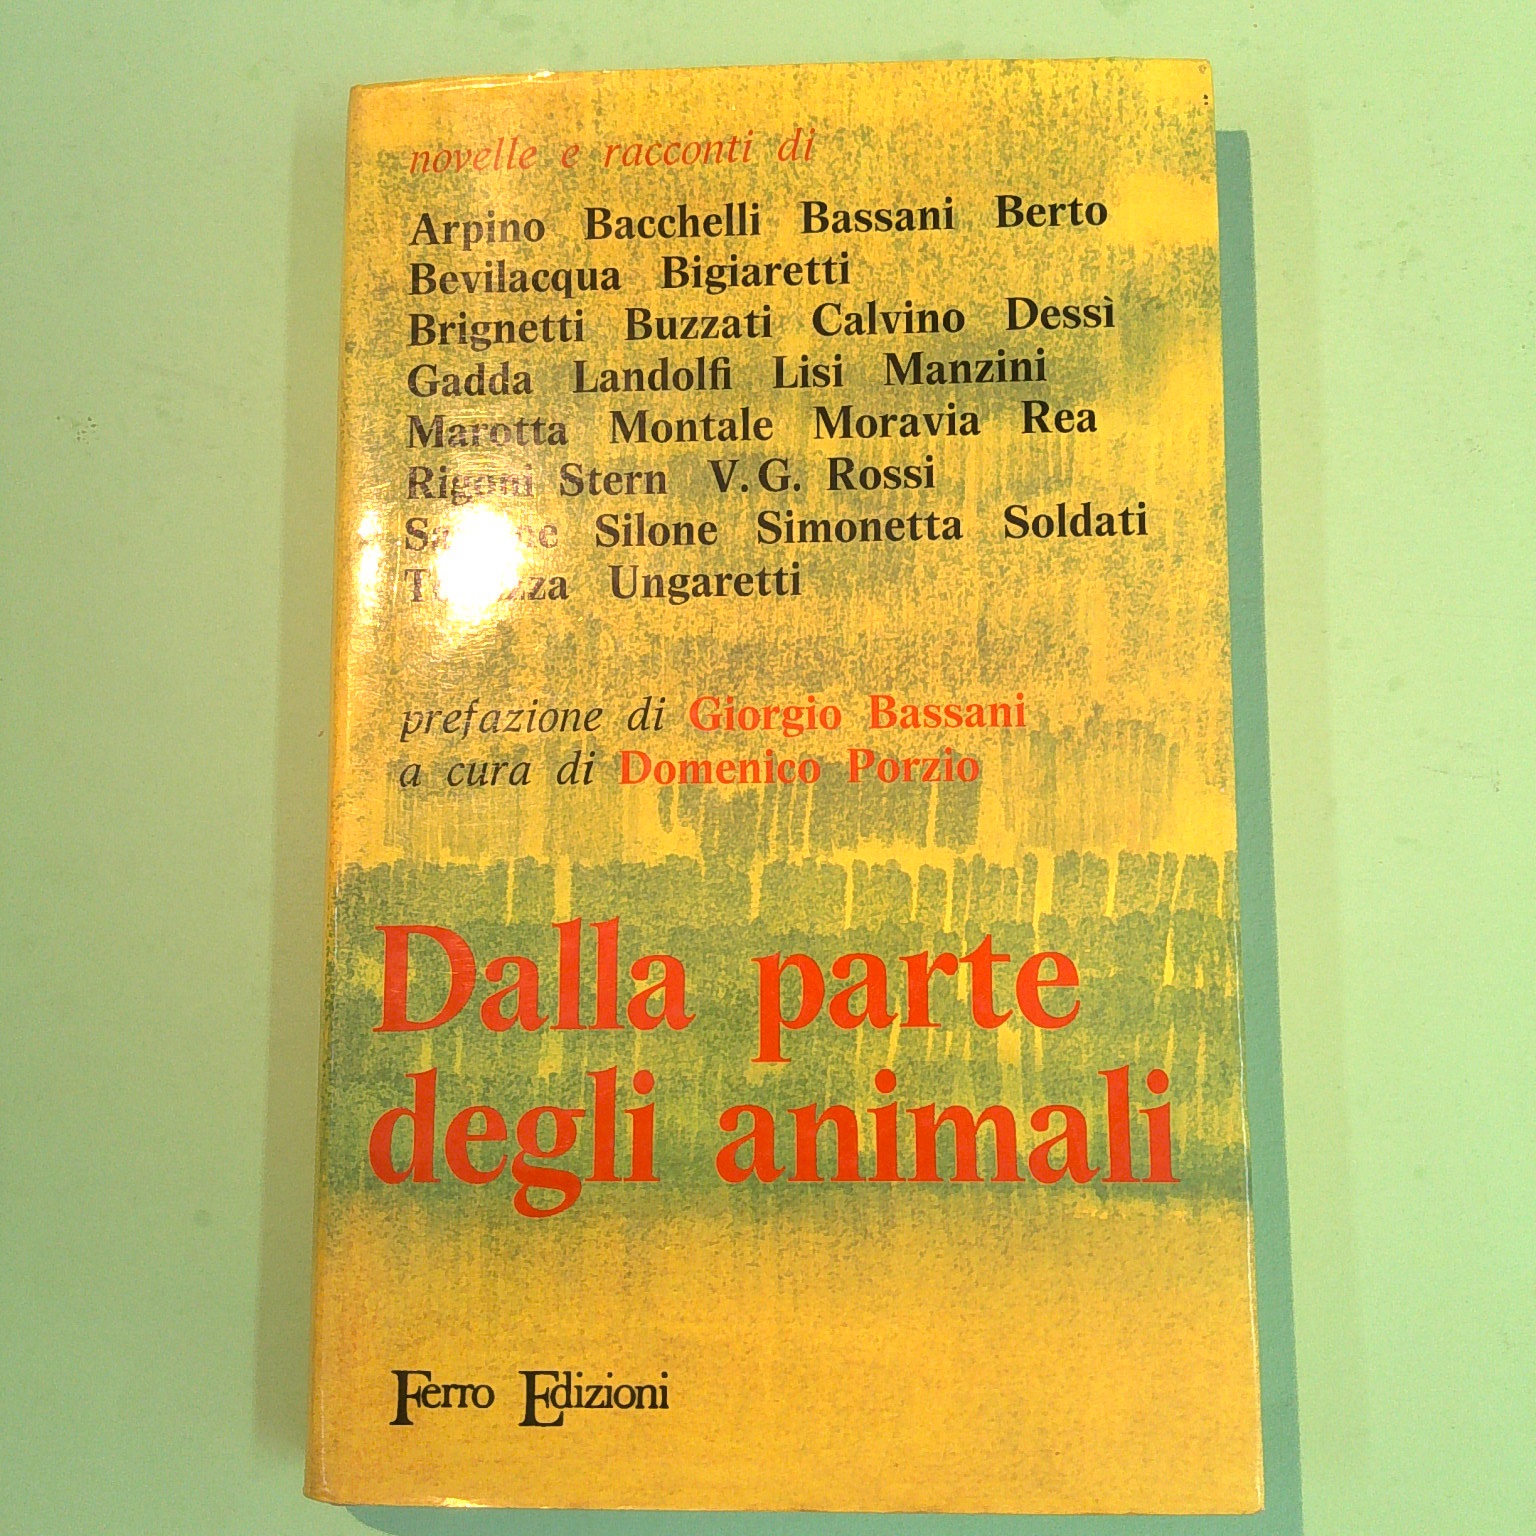 novelle e racconti di
Arpino Bacchelli Bassani Berto
Bevilacqua Bigiaretti
Brignetti Buzzati Calvino Dessì
Gadda Landolfi Lisi Manzini
Marotta Montale Moravia Rea
Rigoni Stern V.G. Rossi
Silone Simonetta Soldati
Ungaretti
prefazione di Giorgio Bassani
a cura di Domenico Porzio
Dalla parte
degli animali
Ferro Edizioni